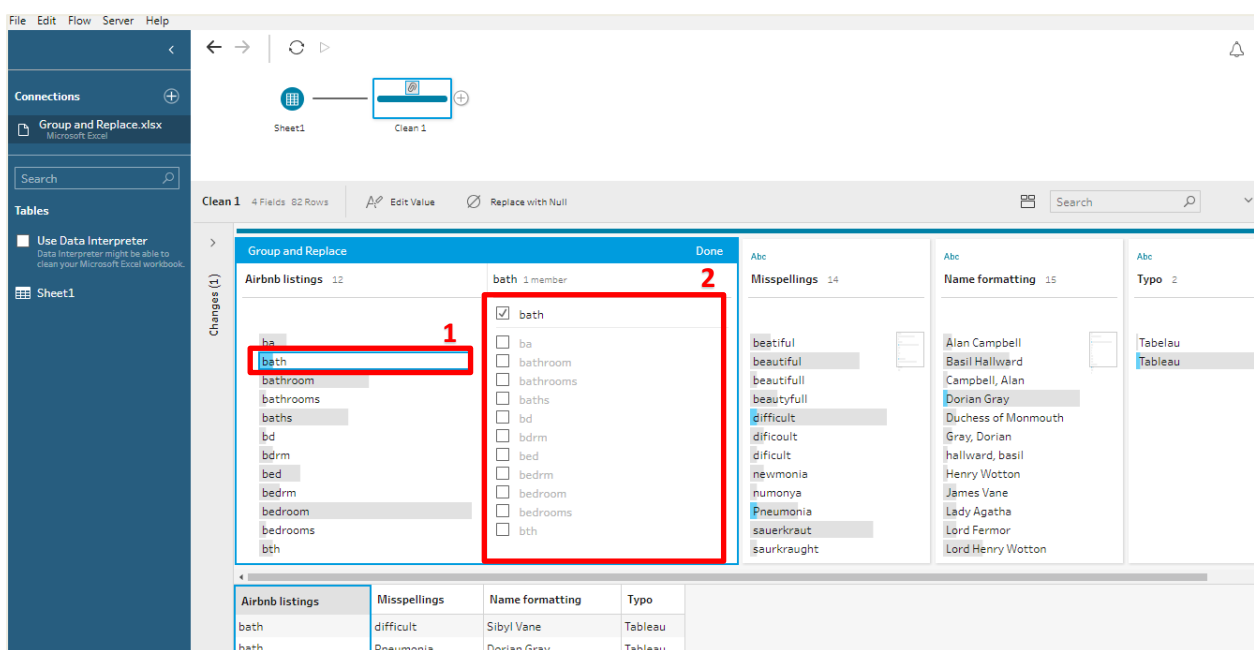 File Edit Flow Server Help
Connections
Group and Replace.xlsx
Microsoft Excel
Search
Tables
Use Data Interpreter
Data Interpreter might be able to
clean your Microsoft Excel workbook.
Sheet1
Sheet1
Clean 1
Clean 1 4 Fields 82 Rows Edit Value Replace with Null Search
Changes (1)
Group and Replace Done
Airbnb listings 12
bath 1 member
2
1
ba
bath
bathroom
bathrooms
baths
bd
bdrm
bed
bedrm
bedroom
bedrooms
bth
bath
ba
bathroom
bathrooms
baths
bd
bdrm
bed
bedrm
bedroom
bedrooms
bth
Abc
Misspellings 14
beatiful
beautiful
beautifull
beautyfull
difficult
dificoult
dificult
newmonia
numonya
Pneumonia
sauerkraut
saurkraught
Abc
Name formatting 15
Alan Campbell
Basil Hallward
Campbell, Alan
Dorian Gray
Duchess of Monmouth
Gray, Dorian
hallward, basil
Henry Wotton
James Vane
Lady Agatha
Lord Fermor
Lord Henry Wotton
Abc
Typo 2
Tabelau
Tableau
Airbnb listings Misspellings Name formatting Typo
bath difficult Sibyl Vane Tableau
bath Pneumonia Dorian Gray Tableau